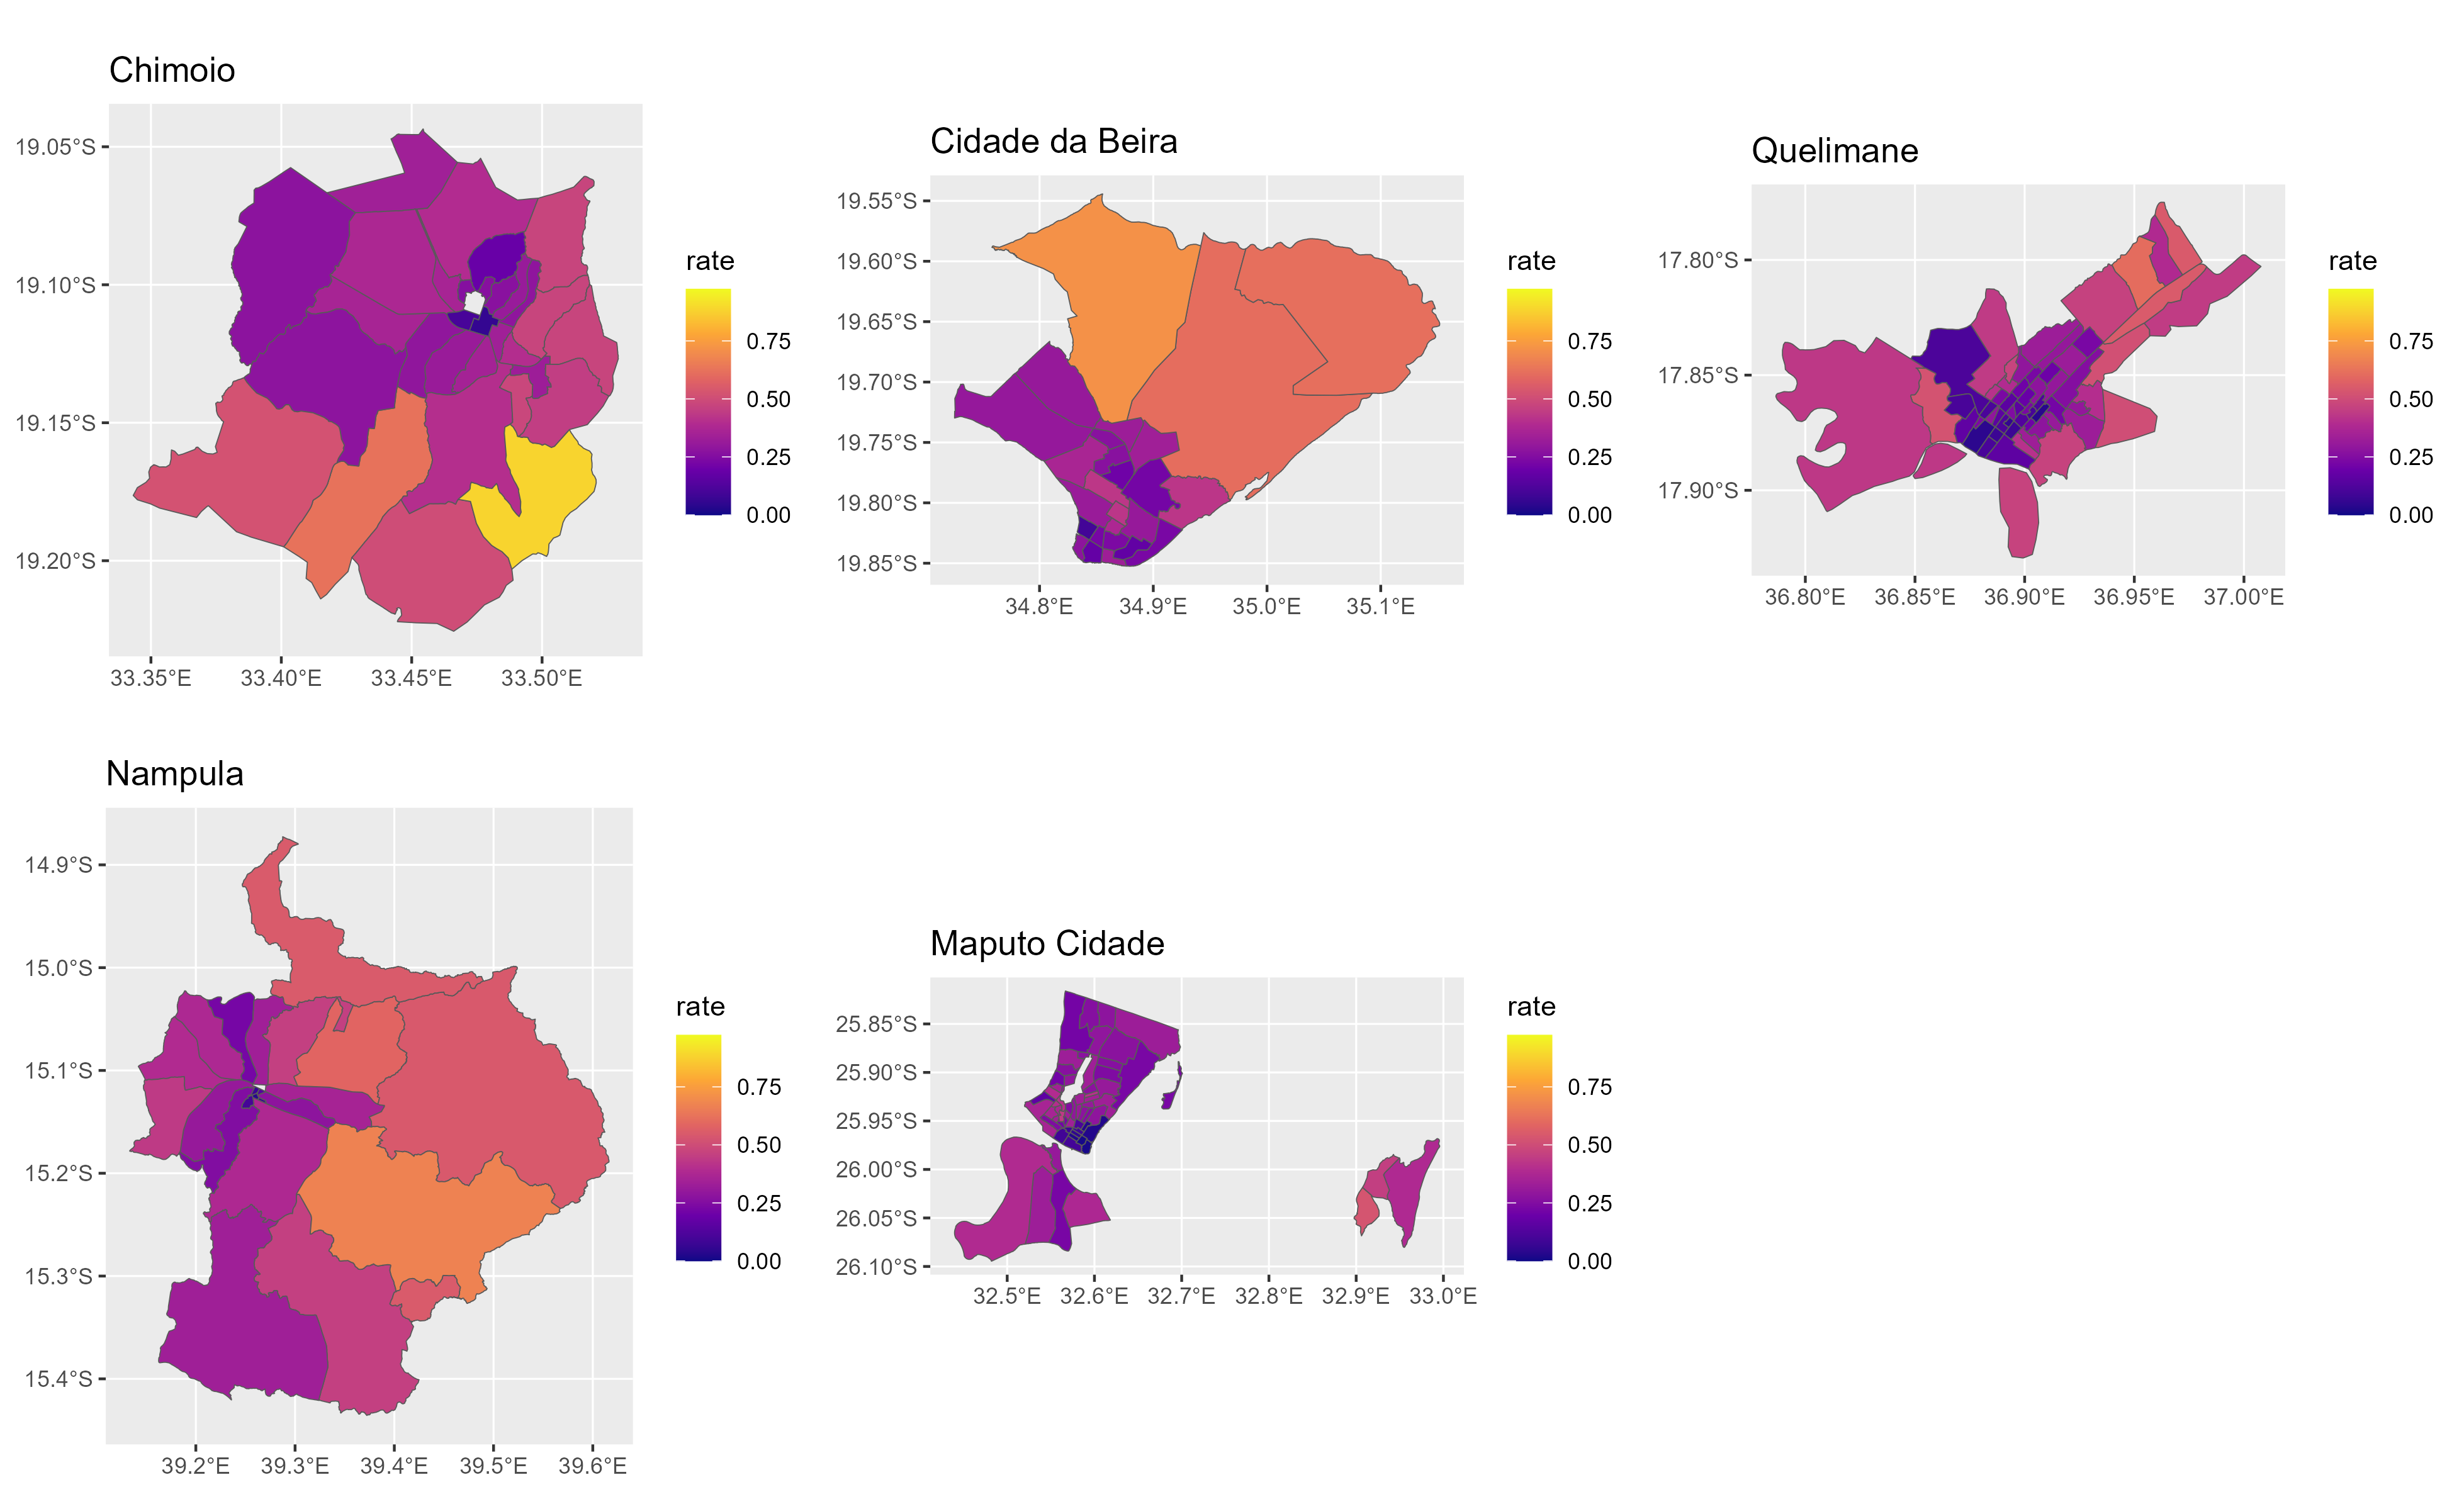 Chimoio
19.05°S
19.10°S
19.15°S
19.20°S
33.35°E 33.40°E 33.45°E 33.50°E
rate
0.75
0.50
0.25
0.00
Cidade da Beira
19.55°S
19.60°S
19.65°S
19.70°S
19.75°S
19.80°S
19.85°S
34.8°E 34.9°E 35.0°E 35.1°E
rate
0.75
0.50
0.25
0.00
Quelimane
17.80°S
17.85°S
17.90°S
36.80°E 36.85°E 36.90°E 36.95°E 37.00°E
rate
0.75
0.50
0.25
0.00
Nampula
14.9°S
15.0°S
15.1°S
15.2°S
15.3°S
15.4°S
39.2°E 39.3°E 39.4°E 39.5°E 39.6°E
rate
0.75
0.50
0.25
0.00
Maputo Cidade
25.85°S
25.90°S
25.95°S
26.00°S
26.05°S
26.10°S
32.5°E 32.6°E 32.7°E 32.8°E 32.9°E 33.0°E
rate
0.75
0.50
0.25
0.00